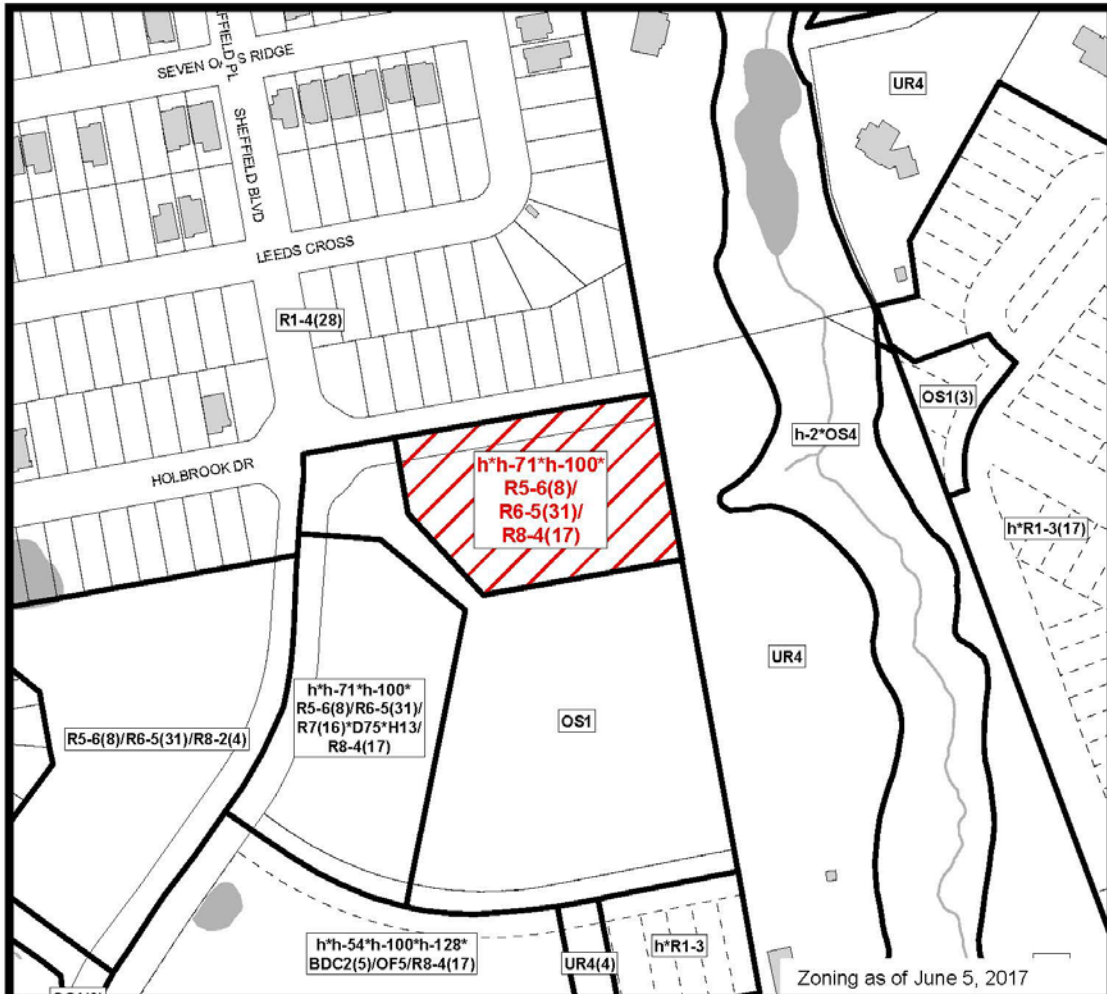 FFIELD PL
SEVEN OAKS RIDGE
SHEFFIELD BLVD
UR4
LEEDS CROSS
R1-4(28)
OS1(3)
h-2*OS4
HOLBROOK DR
h*h-71*h-100*
R5-6(8)/
R6-5(31)/
R8-4(17)
h*R1-3(17)
UR4
h*h-71*h-100*
R5-6(8)/R6-5(31)/
R7(16)*D75*H13/
R8-4(17)
OS1
R5-6(8)/R6-5(31)/R8-2(4)
h*h-54*h-100*h-128*
BDC2(5)/OF5/R8-4(17)
UR4(4)
h*R1-3
Zoning as of June 5, 2017